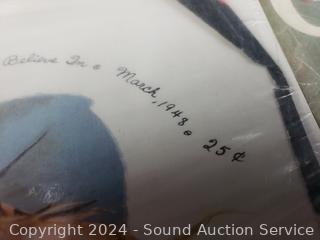 Believe In • March, 1948 • 25¢
Copyright 2024 - Sound Auction Service